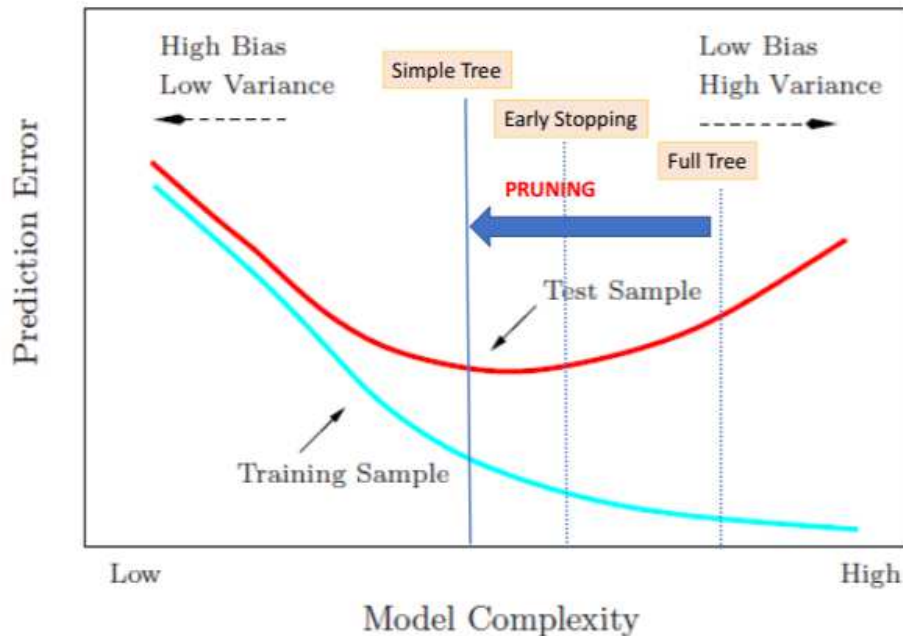 High Bias
Low Variance
Low Bias
High Variance
Simple Tree
Early Stopping
Full Tree
PRUNING
Test Sample
Training Sample
Prediction Error
Low
High
Model Complexity